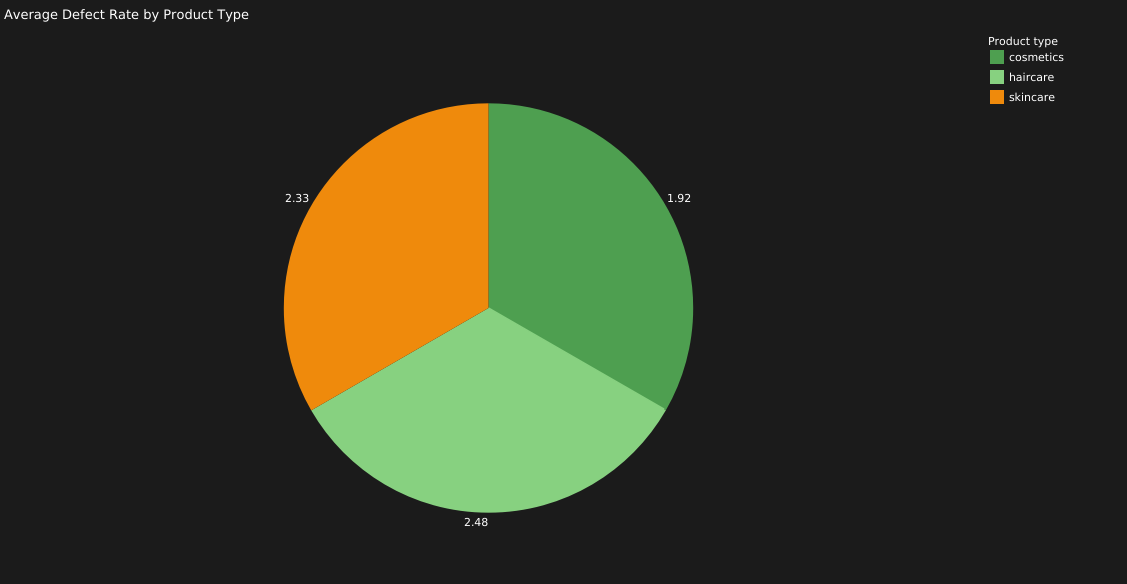 Average Defect Rate by Product Type
Product type
cosmetics
haircare
skincare
2.33
1.92
2.48